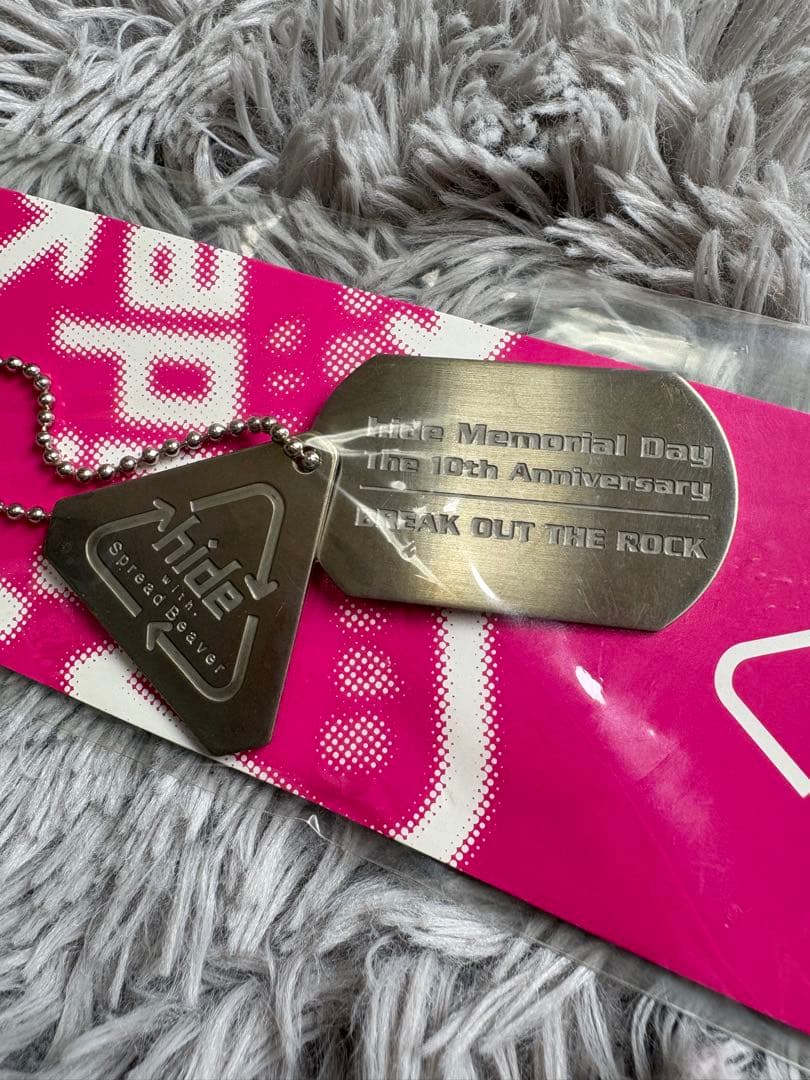 hide Memorial Day
The 10th Anniversary
BREAK OUT THE ROCK
hide
with.
Spread Beaver